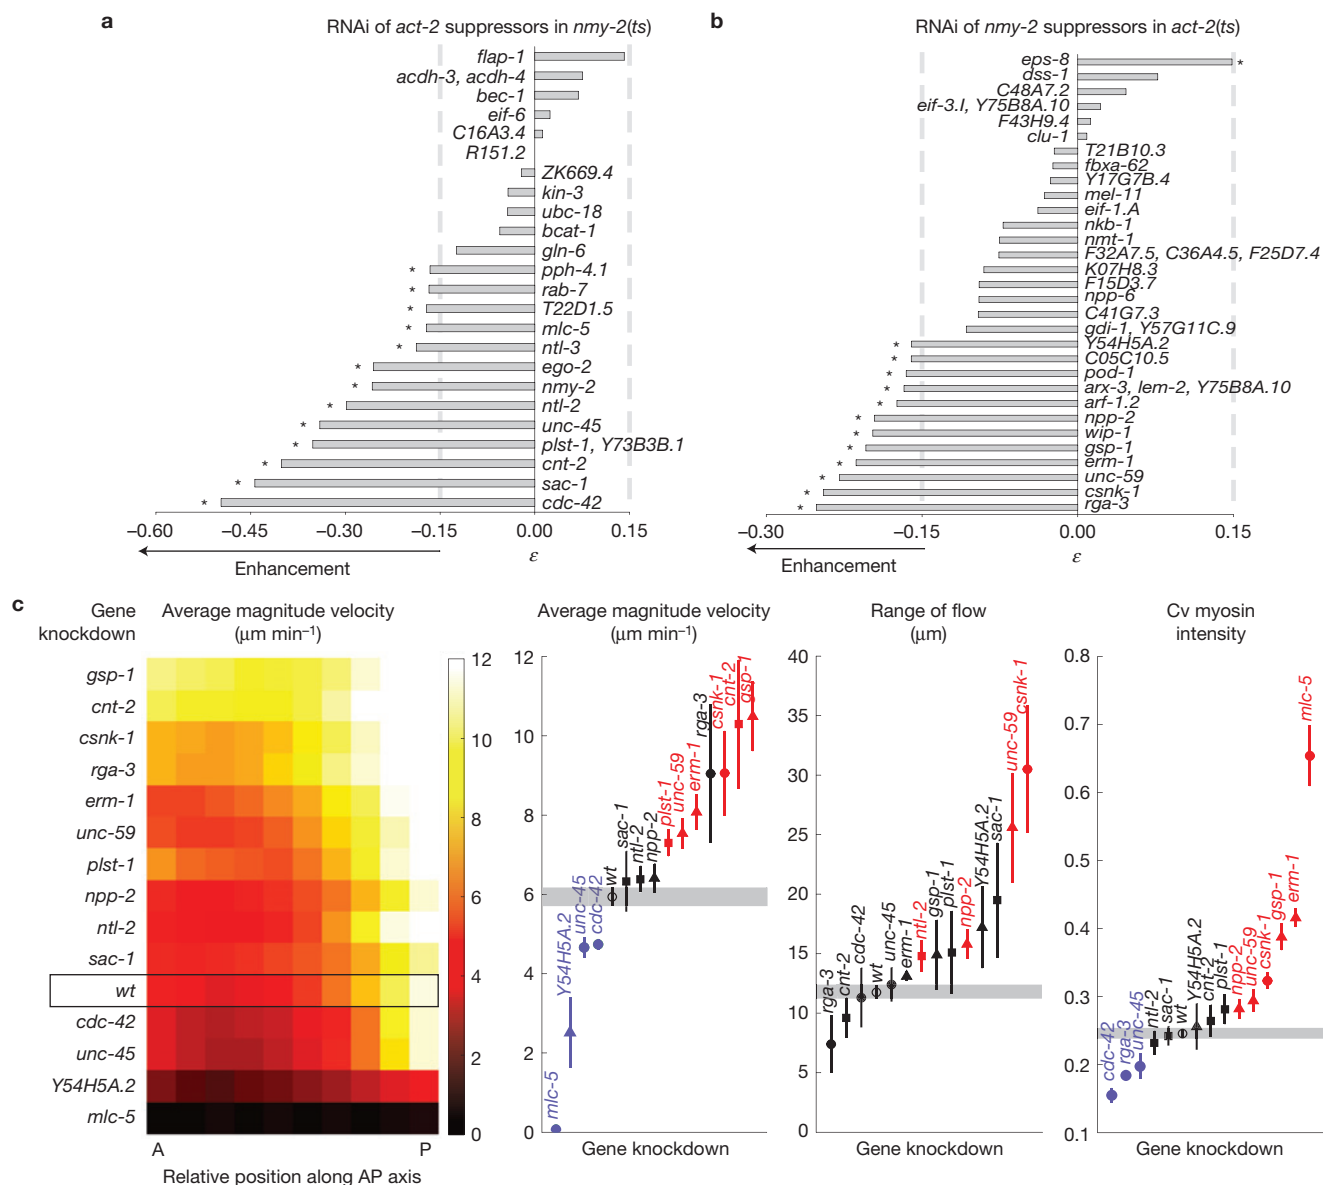 a
RNAi of act-2 suppressors in nmy-2(ts)
flap-1
acdh-3, acdh-4
bec-1
eif-6
C16A3.4
R151.2
ZK669.4
kin-3
ubc-18
bcat-1
gln-6
* pph-4.1
* rab-7
* T22D1.5
* mlc-5
* ntl-3
* ego-2
* nmy-2
* ntl-2
* unc-45
* plst-1, Y73B3B.1
* cnt-2
* sac-1
* cdc-42
−0.60 −0.45 −0.30 −0.15 0.00 0.15
Enhancement
ε
b
RNAi of nmy-2 suppressors in act-2(ts)
eps-8 *
dss-1
C48A7.2
eif-3.I, Y75B8A.10
F43H9.4
clu-1
T21B10.3
fbxa-62
Y17G7B.4
mel-11
eif-1.A
nkb-1
nmt-1
F32A7.5, C36A4.5, F25D7.4
K07H8.3
F15D3.7
npp-6
C41G7.3
gdi-1, Y57G11C.9
* Y54H5A.2
* C05C10.5
* pod-1
* arx-3, lem-2, Y75B8A.10
* arf-1.2
* npp-2
* wip-1
* gsp-1
* erm-1
* unc-59
* csnk-1
* rga-3
−0.30 −0.15 0.00 0.15
Enhancement
ε
c
Gene
knockdown
Average magnitude velocity
(μm min⁻¹)
gsp-1
cnt-2
csnk-1
rga-3
erm-1
unc-59
plst-1
npp-2
ntl-2
sac-1
wt
cdc-42
unc-45
Y54H5A.2
mlc-5
A P
Relative position along AP axis
12
10
8
6
4
2
0
Average magnitude velocity
(μm min⁻¹)
12
10
8
6
4
2
0
mlc-5
Y54H5A.2
unc-45
cdc-42
wt
sac-1
ntl-2
npp-2
plst-1
unc-59
erm-1
rga-3
csnk-1
cnt-2
gsp-1
Gene knockdown
Range of flow
(μm)
40
35
30
25
20
15
10
5
0
rga-3
cnt-2
cdc-42
wt
unc-45
erm-1
ntl-2
gsp-1
plst-1
npp-2
Y54H5A.2
sac-1
unc-59
csnk-1
Gene knockdown
Cv myosin
intensity
0.8
0.7
0.6
0.5
0.4
0.3
0.2
0.1
cdc-42
rga-3
unc-45
ntl-2
sac-1
wt
Y54H5A.2
cnt-2
plst-1
npp-2
unc-59
csnk-1
gsp-1
erm-1
mlc-5
Gene knockdown